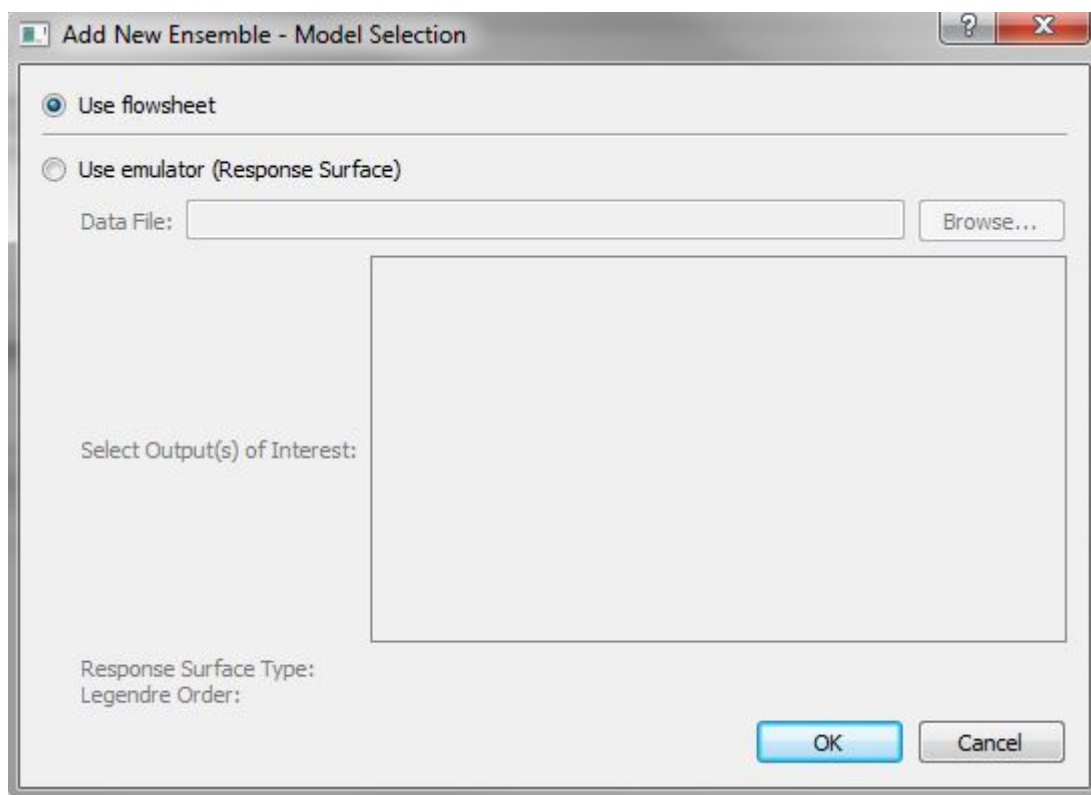 Add New Ensemble - Model Selection
Use flowsheet
Use emulator (Response Surface)
Data File:
Browse...
Select Output(s) of Interest:
Response Surface Type:
Legendre Order:
OK
Cancel